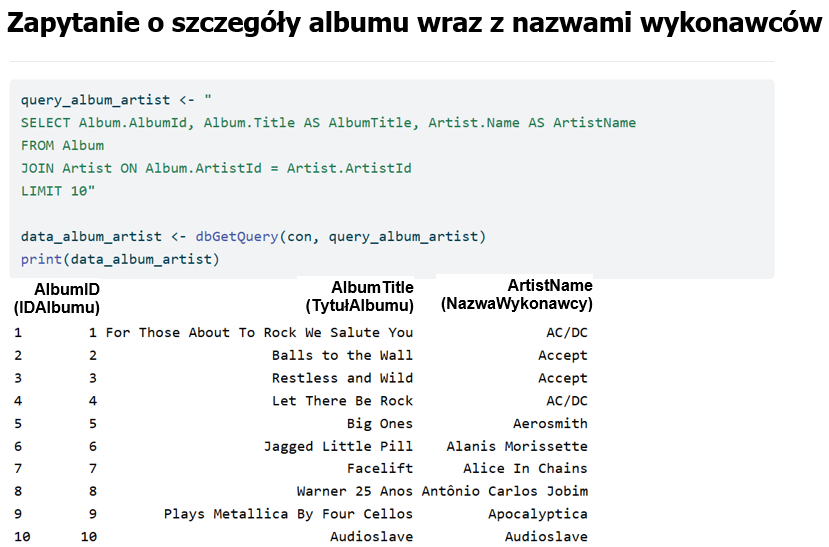 Zapytanie o szczegóły albumu wraz z nazwami wykonawców
query_album_artist <- "
SELECT Album.AlbumId, Album.Title AS AlbumTitle, Artist.Name AS ArtistName
FROM Album
JOIN Artist ON Album.ArtistId = Artist.ArtistId
LIMIT 10"
data_album_artist <- dbGetQuery(con, query_album_artist)
print(data_album_artist)
AlbumID AlbumTitle ArtistName
(IDAlbumu) (TytułAlbumu) (NazwaWykonawcy)
1 1 For Those About To Rock We Salute You AC/DC
2 2 Balls to the Wall Accept
3 3 Restless and Wild Accept
4 4 Let There Be Rock AC/DC
5 5 Big Ones Aerosmith
6 6 Jagged Little Pill Alanis Morissette
7 7 Facelift Alice In Chains
8 8 Warner 25 Anos Antônio Carlos Jobim
9 9 Plays Metallica By Four Cellos Apocalyptica
10 10 Audioslave Audioslave